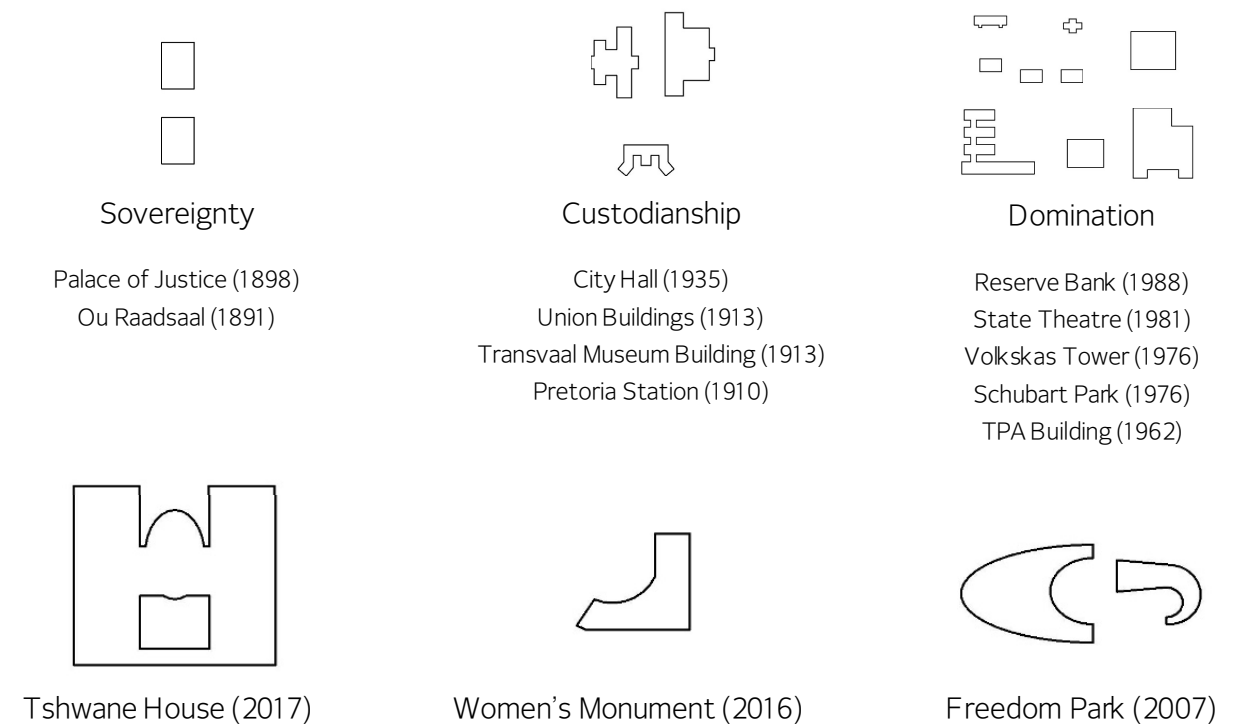 Sovereignty
Palace of Justice (1898)
Ou Raadsaal (1891)
Custodianship
City Hall (1935)
Union Buildings (1913)
Transvaal Museum Building (1913)
Pretoria Station (1910)
Domination
Reserve Bank (1988)
State Theatre (1981)
Volkskas Tower (1976)
Schubart Park (1976)
TPA Building (1962)
Tshwane House (2017)
Women's Monument (2016)
Freedom Park (2007)